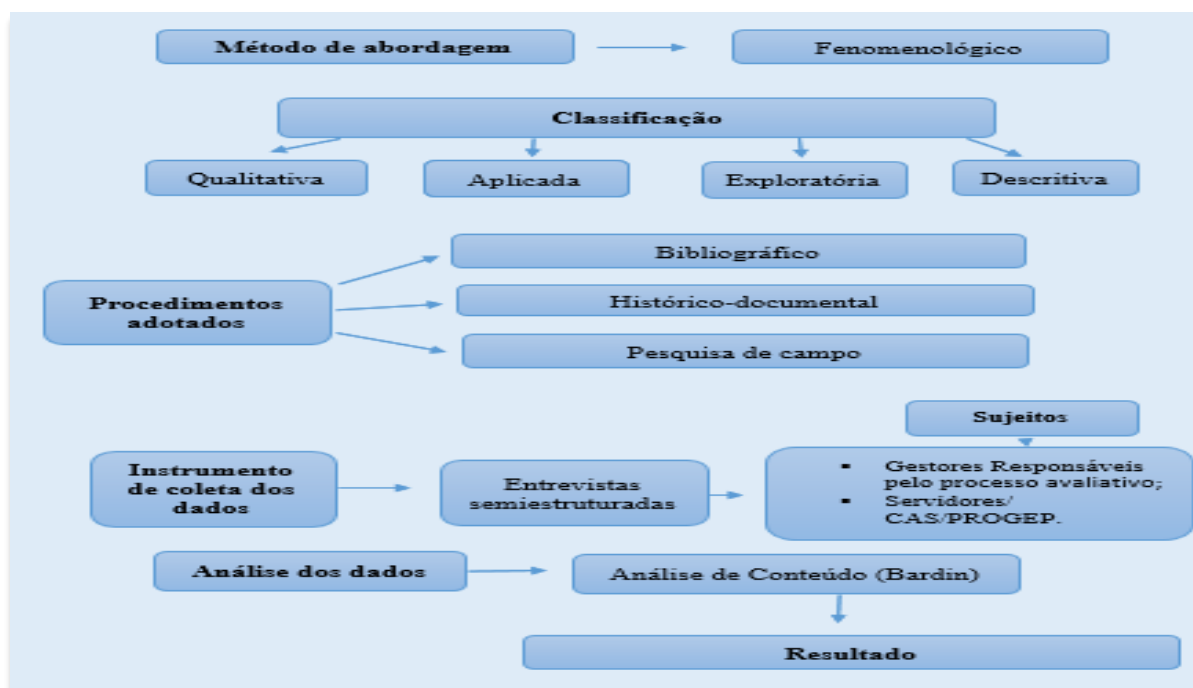 Método de abordagem
Fenomenológico
Classificação
Qualitativa
Aplicada
Exploratória
Descritiva
Procedimentos
adotados
Bibliográfico
Histórico-documental
Pesquisa de campo
Sujeitos
Instrumento
de coleta dos
dados
Entrevistas
semiestruturadas
▪ Gestores Responsáveis
pelo processo avaliativo;
▪ Servidores/
CAS/PROGEP.
Análise dos dados
Análise de Conteúdo (Bardin)
Resultado